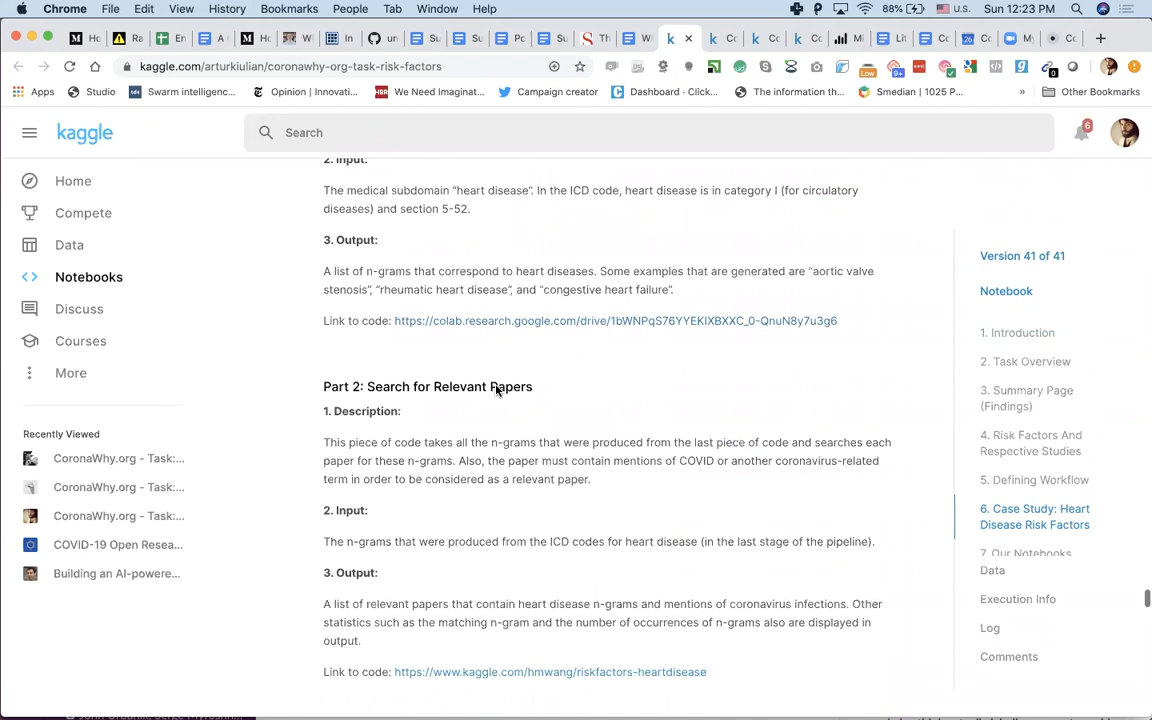 Chrome File Edit View History Bookmarks People Tab Window Help 88% U.S. Sun 12:23 PM
kaggle.com/arturkiulian/coronawhy-org-task-risk-factors
Apps Studio Swarm intelligenc... Opinion | Innovati... We Need Imaginat... Campaign creator Dashboard · Click... The information th... Smedian | 1025 P... » Other Bookmarks
kaggle
Search
6
Home
Compete
Data
Notebooks
Discuss
Courses
More
Recently Viewed
CoronaWhy.org - Task:...
CoronaWhy.org - Task:...
CoronaWhy.org - Task:...
COVID-19 Open Resea...
Building an AI-powere...
2. Input:
The medical subdomain "heart disease". In the ICD code, heart disease is in category I (for circulatory
diseases) and section 5-52.
3. Output:
A list of n-grams that correspond to heart diseases. Some examples that are generated are "aortic valve
stenosis", "rheumatic heart disease", and "congestive heart failure".
Link to code: https://colab.research.google.com/drive/1bWNPqS76YYEKIXBXXC_0-QnuN8y7u3g6
Part 2: Search for Relevant Papers
1. Description:
This piece of code takes all the n-grams that were produced from the last piece of code and searches each
paper for these n-grams. Also, the paper must contain mentions of COVID or another coronavirus-related
term in order to be considered as a relevant paper.
2. Input:
The n-grams that were produced from the ICD codes for heart disease (in the last stage of the pipeline).
3. Output:
A list of relevant papers that contain heart disease n-grams and mentions of coronavirus infections. Other
statistics such as the matching n-gram and the number of occurrences of n-grams also are displayed in
output.
Link to code: https://www.kaggle.com/hmwang/riskfactors-heartdisease
Version 41 of 41
Notebook
1. Introduction
2. Task Overview
3. Summary Page
(Findings)
4. Risk Factors And
Respective Studies
5. Defining Workflow
6. Case Study: Heart
Disease Risk Factors
7. Our Notebooks
Data
Execution Info
Log
Comments